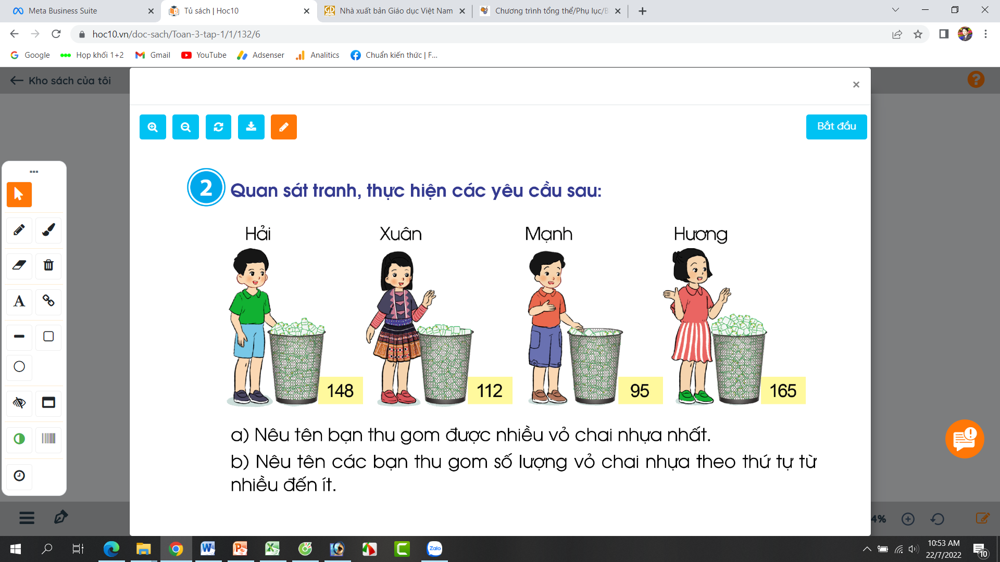 Meta Business Suite
Tủ sách | Hoc10
Nhà xuất bản Giáo dục Việt Nam
Chương trình tổng thể/Phụ lục/B
hoc10.vn/doc-sach/Toan-3-tap-1/1/132/6
Google
Họp khối 1+2
Gmail
YouTube
Adsenser
Analitics
Chuẩn kiến thức | F...
Kho sách của tôi
Bắt đầu
2 Quan sát tranh, thực hiện các yêu cầu sau:
Hải
Xuân
Mạnh
Hương
148
112
95
165
a) Nêu tên bạn thu gom được nhiều vỏ chai nhựa nhất.
b) Nêu tên các bạn thu gom số lượng vỏ chai nhựa theo thứ tự từ
nhiều đến ít.
4%
Zalo
10:53 AM
22/7/2022
10